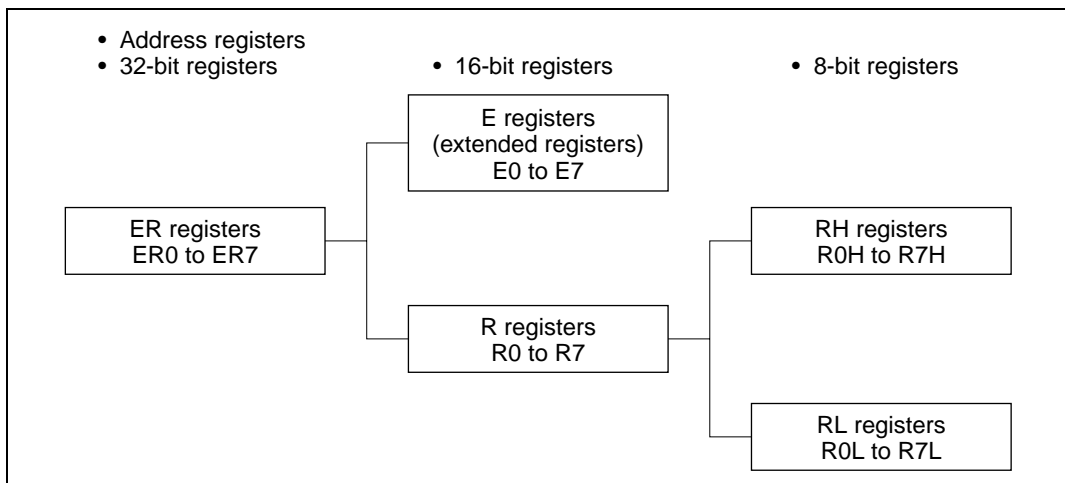 • Address registers
• 32-bit registers
• 16-bit registers
• 8-bit registers
E registers
(extended registers)
E0 to E7
ER registers
ER0 to ER7
RH registers
R0H to R7H
R registers
R0 to R7
RL registers
R0L to R7L